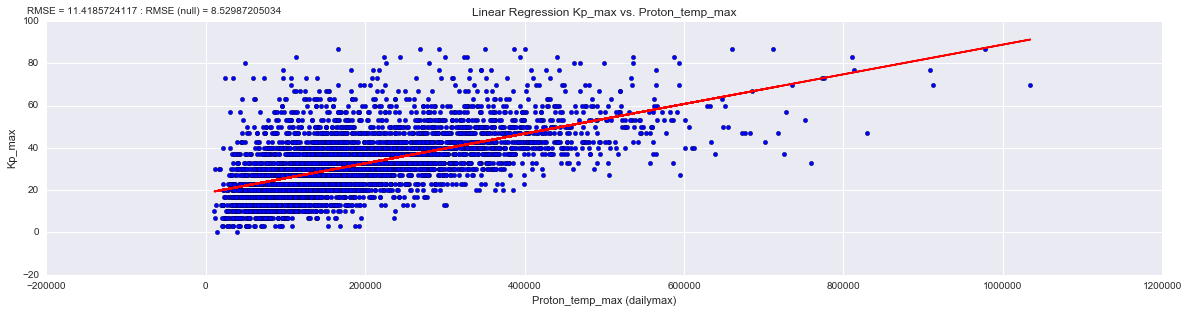 RMSE = 11.4185724117 : RMSE (null) = 8.52987205034
Linear Regression Kp_max vs. Proton_temp_max
Kp_max
100
80
60
40
20
0
−20
−200000 0 200000 400000 600000 800000 1000000 1200000
Proton_temp_max (dailymax)